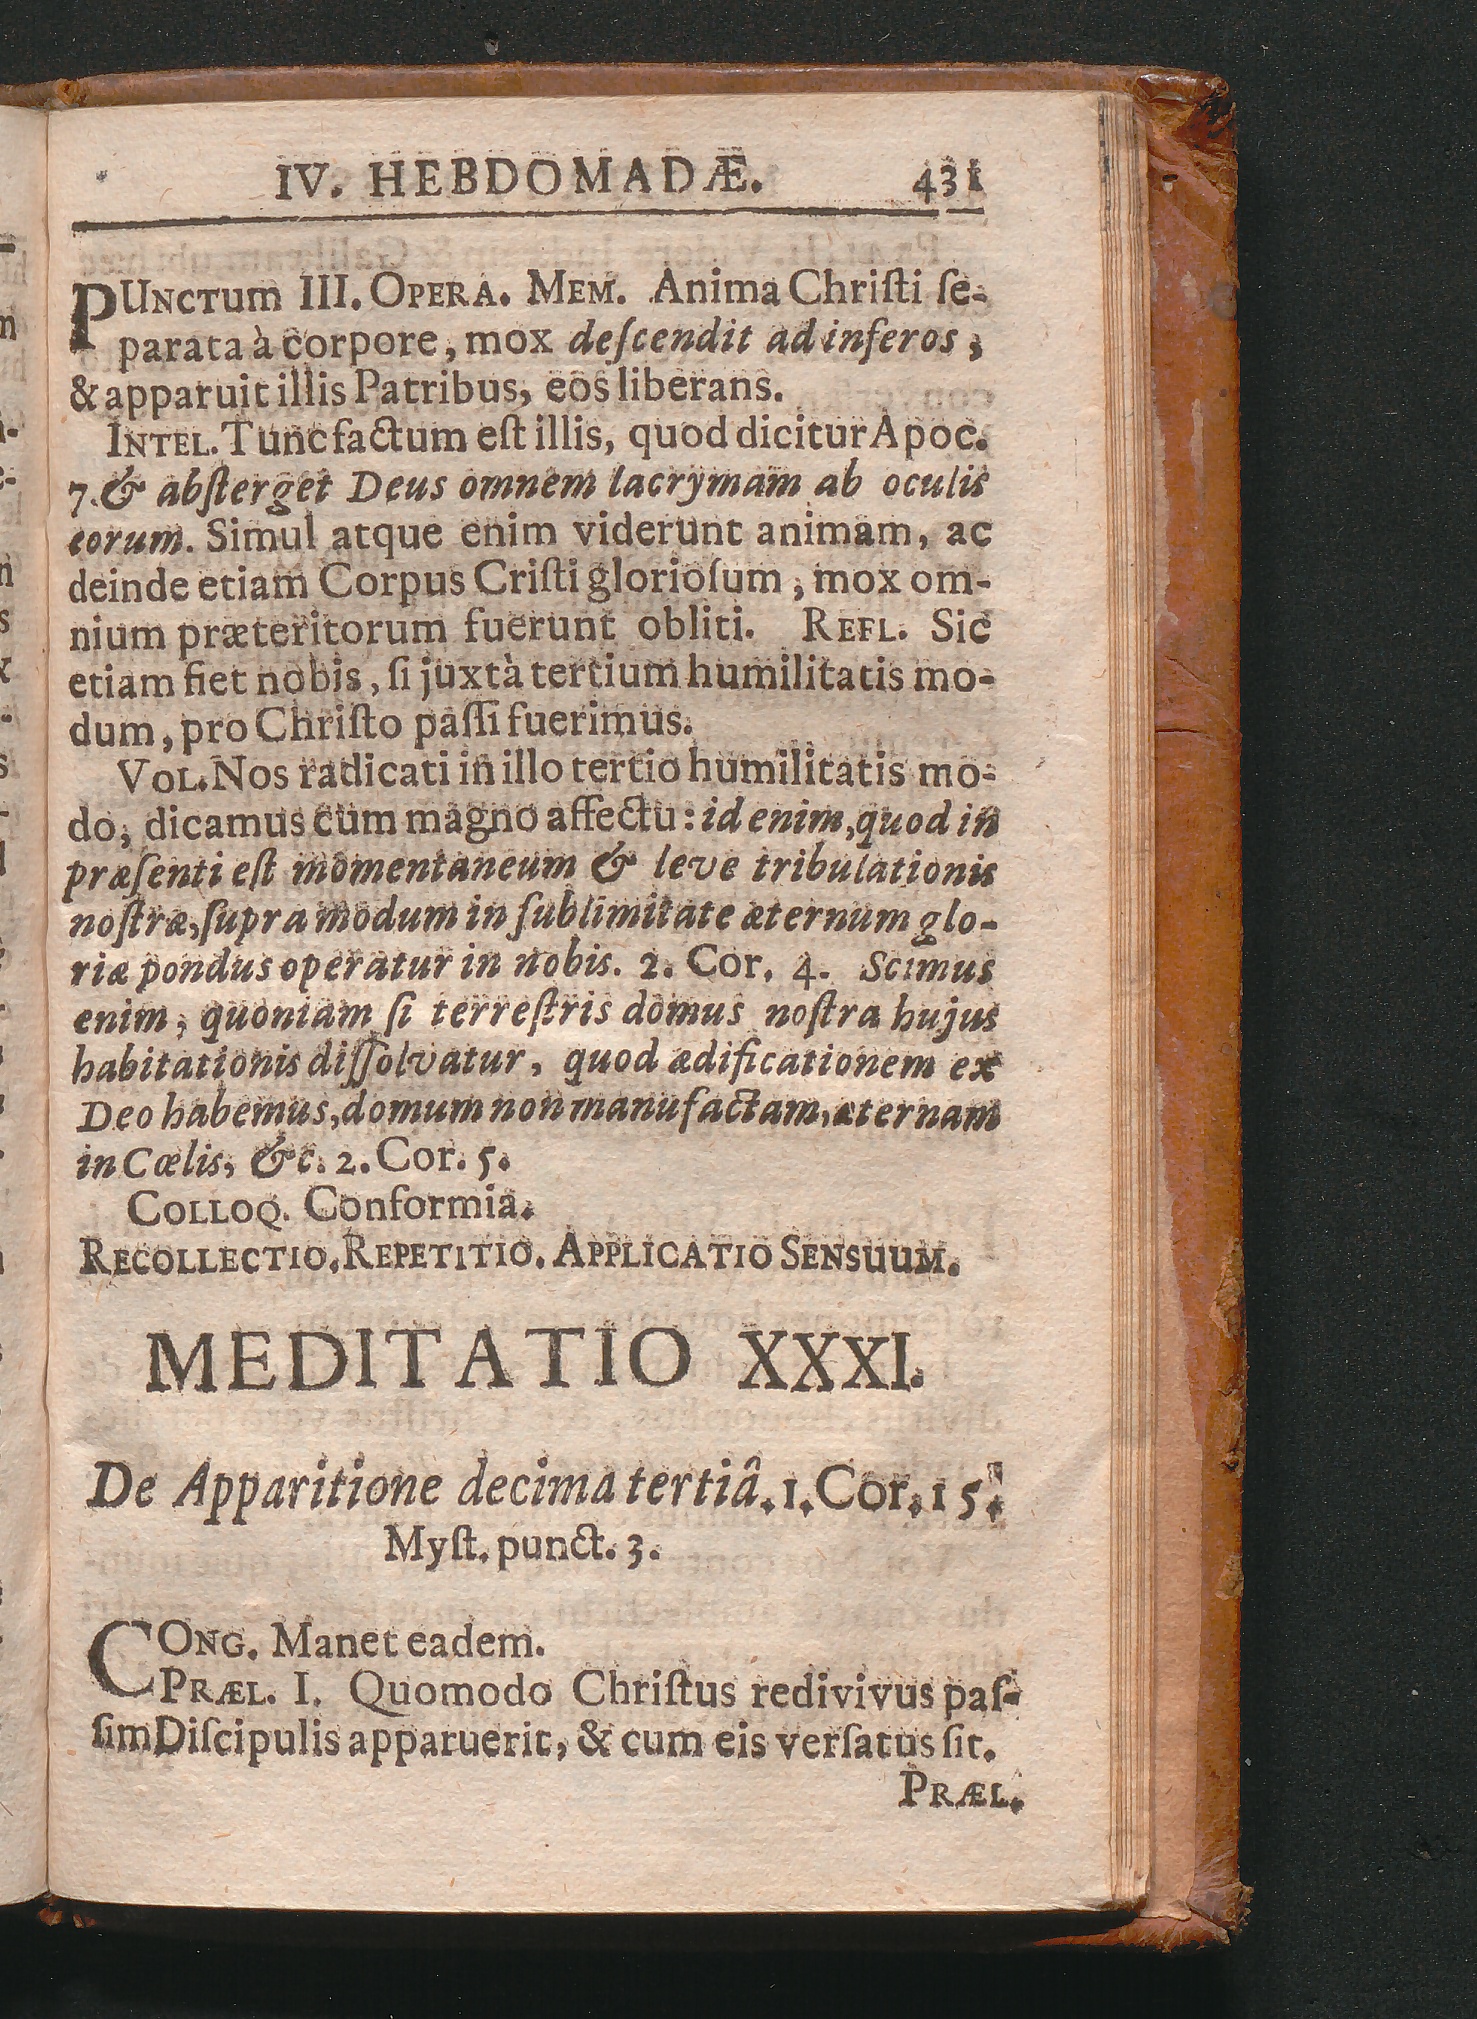 IV. HEBDOMADÆ. 431
PUNCTum III. OPERA. MEM. Anima Chriſti ſe-
parata à corpore, mox deſcendit ad inferos,
& apparuit illis Patribus, eos liberans.
INTEL. Tunc factum eſt illis, quod dicitur Apoc.
7. & abſterget Deus omnem lacrymam ab oculis
eorum. Simul atque enim viderunt animam, ac
deinde etiam Corpus Criſti glorioſum, mox om-
nium præteritorum fuerunt obliti. REFL. Sic
etiam fiet nobis, ſi juxtà tertium humilitatis mo-
dum, pro Chriſto paſſi fuerimus.
VOL. Nos radicati in illo tertio humilitatis mo-
do, dicamus cum magno affectu: id enim, quod in
præſenti eſt momentaneum & leve tribulationis
noſtræ, ſupra modum in ſublimitate æternum glo-
riæ pondus operatur in nobis. 2. Cor. 4. Scimus
enim, quoniam ſi terreſtris domus noſtra hujus
habitationis diſſolvatur, quod ædificationem ex
Deo habemus, domum non manufactam, æternam
in Cœlis, &c. 2. Cor. 5.
COLLOQ. Conformia.
RECOLLECTIO. REPETITIO. APPLICATIO SENSUUM.
MEDITATIO XXXI.
De Apparitione decima tertiâ. 1. Cor. 15.
Myſt. punct. 3.
CONG. Manet eadem.
PRÆL. I. Quomodo Chriſtus redivivus paſ-
ſim Diſcipulis apparuerit, & cum eis verſatus ſit.
PRÆL.